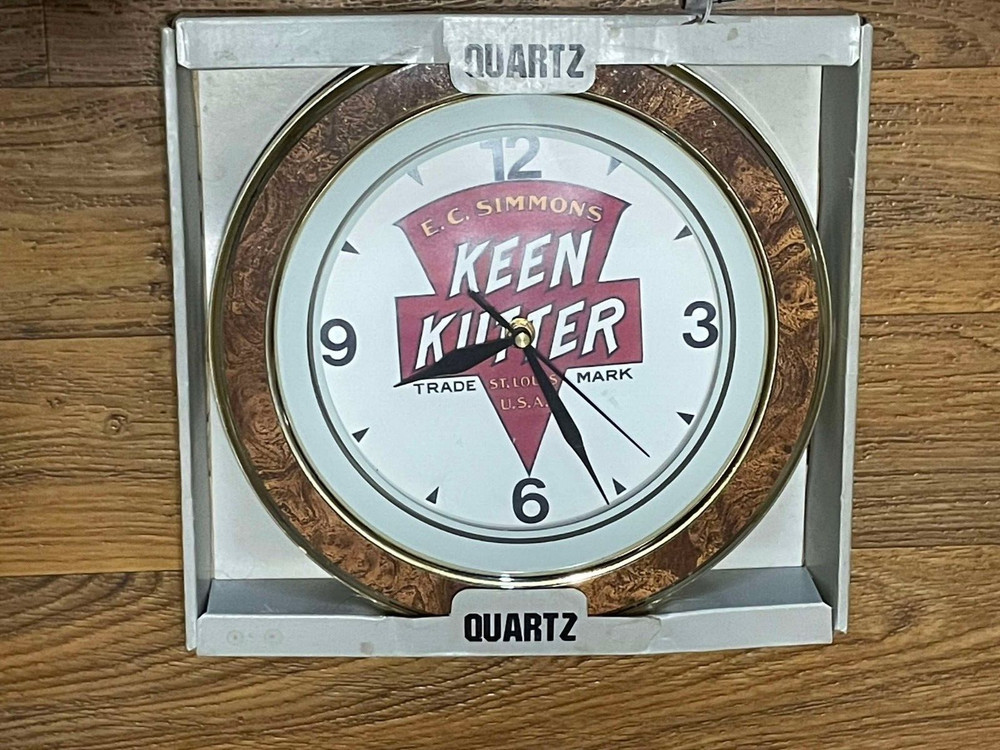 QUARTZ
12
E. C. SIMMONS
KEEN
KUTTER
9
3
TRADE
ST. LOUIS
MARK
U.S.A.
6
QUARTZ